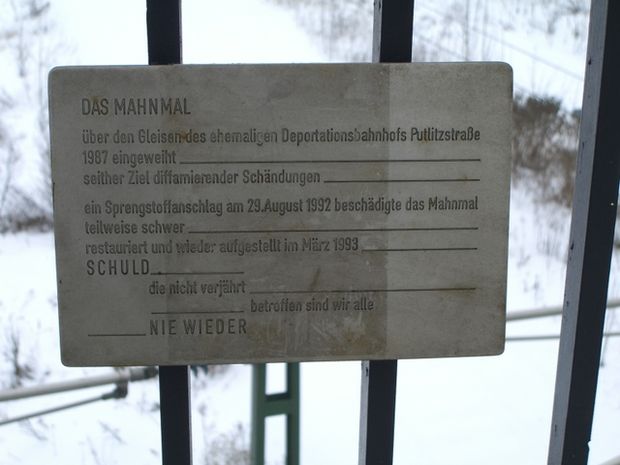 DAS MAHNMAL
über den Gleisen des ehemaligen Deportationsbahnhofs Putlitzstraße
1987 eingeweiht
seither Ziel diffamierender Schändungen
ein Sprengstoffanschlag am 29. August 1992 beschädigte das Mahnmal
teilweise schwer
restauriert und wieder aufgestellt im März 1993
SCHULD
die nicht verjährt
betroffen sind wir alle
NIE WIEDER